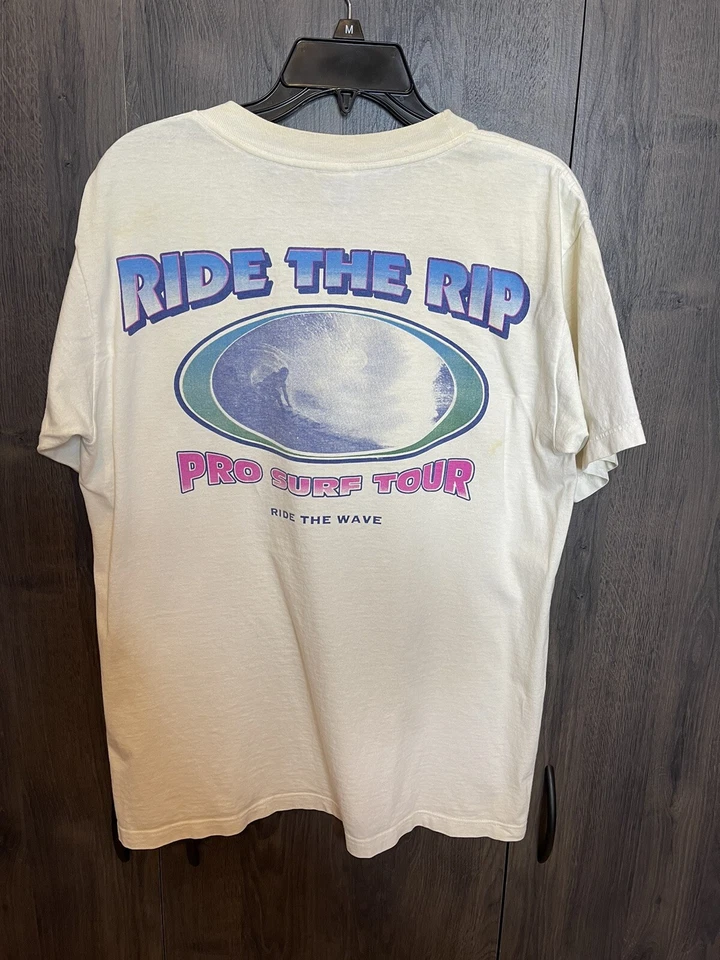 M
RIDE THE RIP
PRO SURF TOUR
RIDE THE WAVE